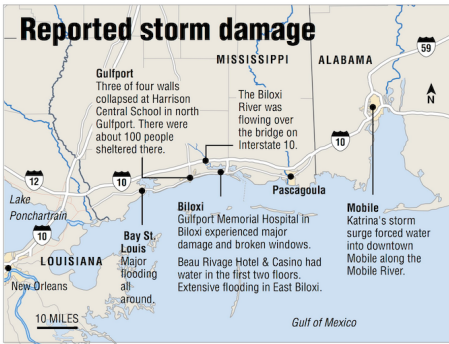 Reported storm damage
MISSISSIPPI
ALABAMA
59
N
Gulfport
Three of four walls
collapsed at Harrison
Central School in north
Gulfport. There were
about 100 people
sheltered there.
The Biloxi
River was
flowing over
the bridge on
Interstate 10.
10
12
10
Lake
Ponchartrain
10
Pascagoula
Bay St.
Louis
Major
flooding
all
around.
Biloxi
Gulfport Memorial Hospital in
Biloxi experienced major
damage and broken windows.
Beau Rivage Hotel & Casino had
water in the first two floors.
Extensive flooding in East Biloxi.
Mobile
Katrina's storm
surge forced water
into downtown
Mobile along the
Mobile River.
LOUISIANA
New Orleans
10 MILES
Gulf of Mexico